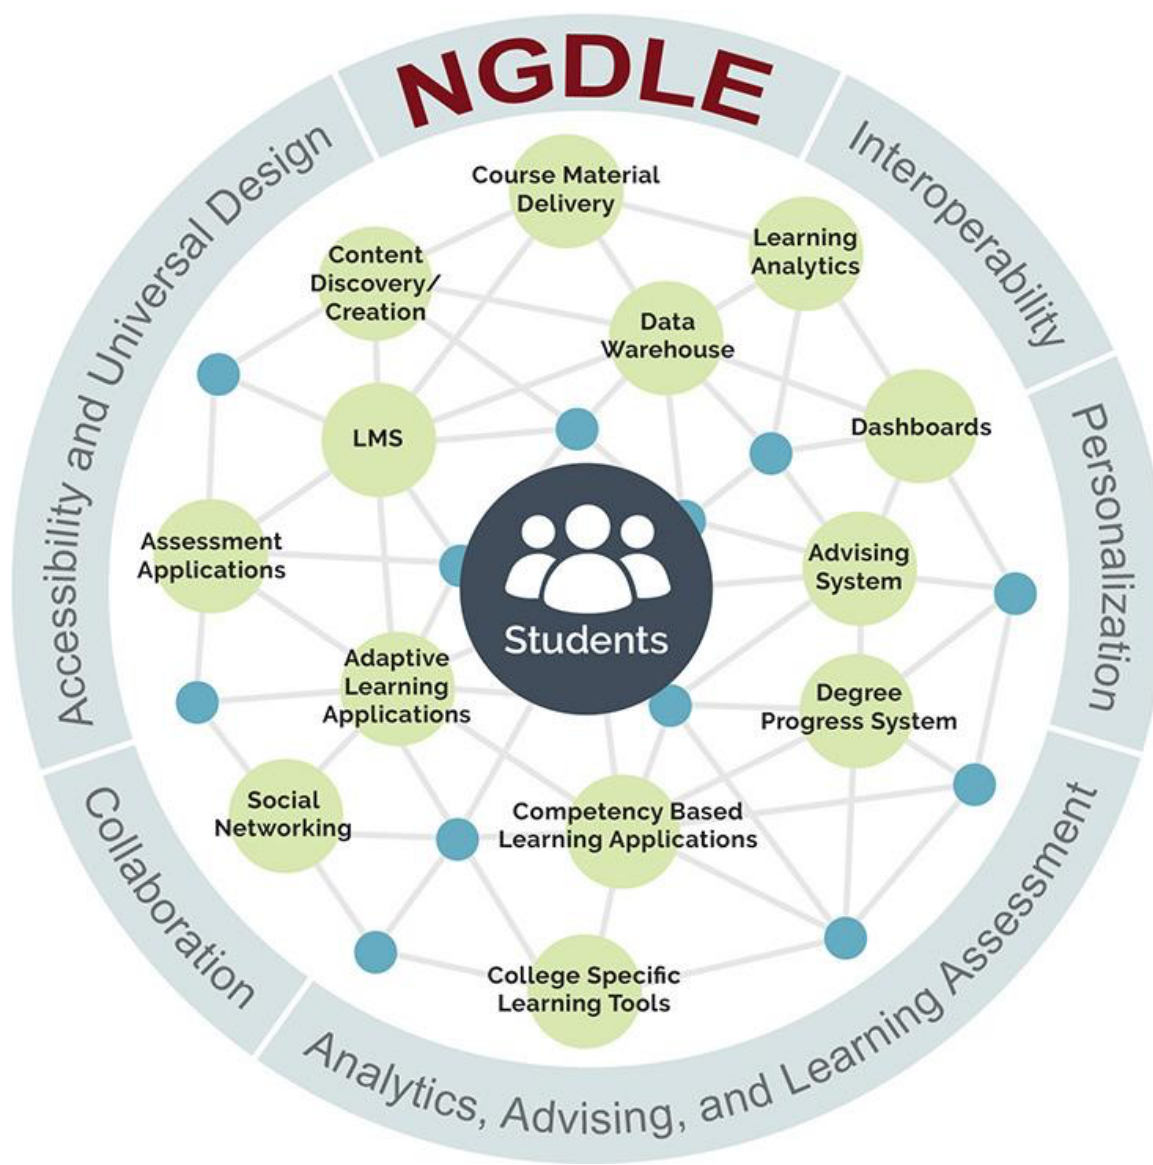 NGDLE
Interoperability
Personalization
Analytics, Advising, and Learning Assessment
Collaboration
Accessibility and Universal Design
Course Material
Delivery
Learning
Analytics
Content
Discovery/
Creation
Data
Warehouse
LMS
Dashboards
Assessment
Applications
Advising
System
Students
Adaptive
Learning
Applications
Degree
Progress System
Social
Networking
Competency Based
Learning Applications
College Specific
Learning Tools